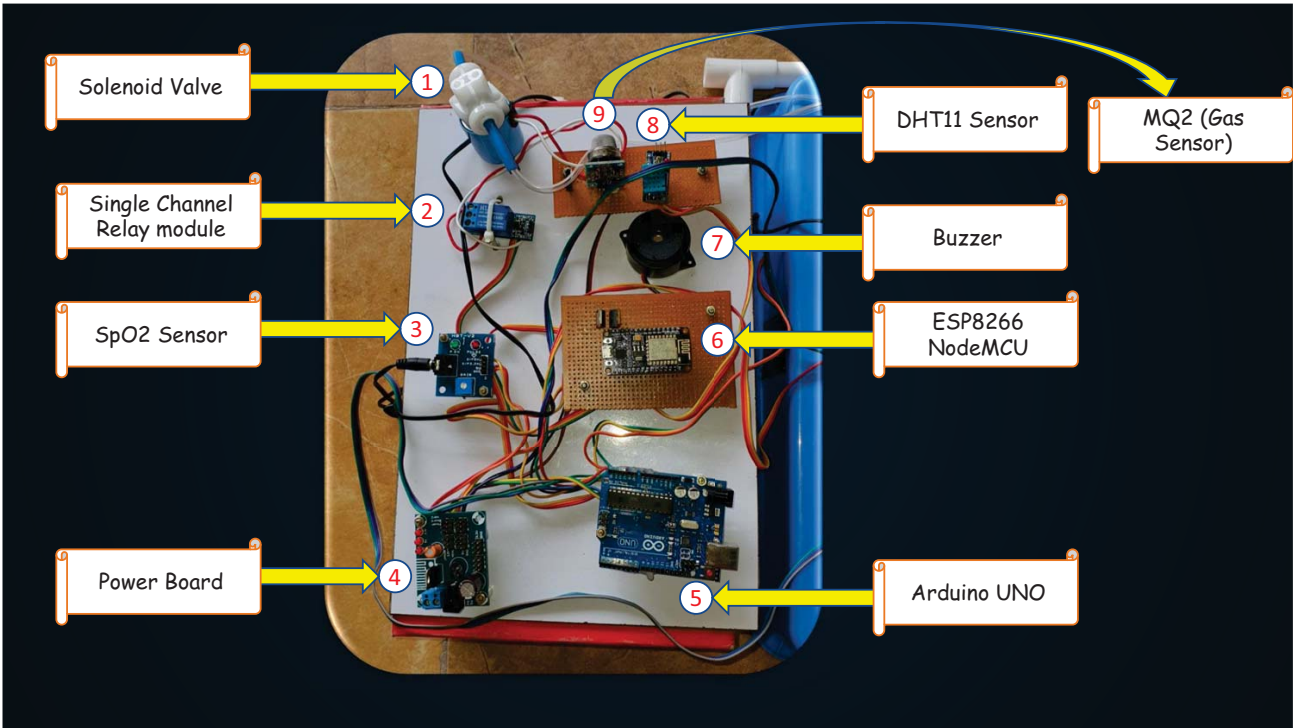 Solenoid Valve
1
9
8
DHT11 Sensor
MQ2 (Gas
Sensor)
Single Channel
Relay module
2
7
Buzzer
SpO2 Sensor
3
6
ESP8266
NodeMCU
Power Board
4
5
Arduino UNO
UNO